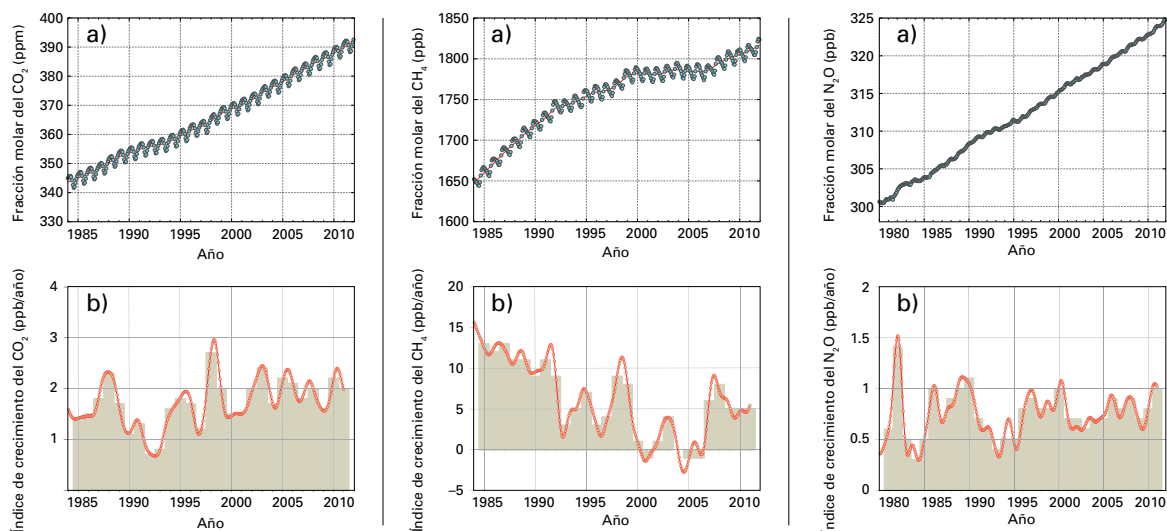 a)
Fracción molar del CO₂ (ppm)
400
390
380
370
360
350
340
330
1985 1990 1995 2000 2005 2010
Año
b)
Índice de crecimiento del CO₂ (ppb/año)
4
3
2
1
1985 1990 1995 2000 2005 2010
Año
a)
Fracción molar del CH₄ (ppb)
1850
1800
1750
1700
1650
1600
1985 1990 1995 2000 2005 2010
Año
b)
Índice de crecimiento del CH₄ (ppb/año)
20
15
10
5
0
−5
1985 1990 1995 2000 2005 2010
Año
a)
Fracción molar del N₂O (ppb)
325
320
315
310
305
300
1980 1985 1990 1995 2000 2005 2010
Año
b)
Índice de crecimiento del N₂O (ppb/año)
2
1.5
1
0.5
0
1980 1985 1990 1995 2000 2005 2010
Año